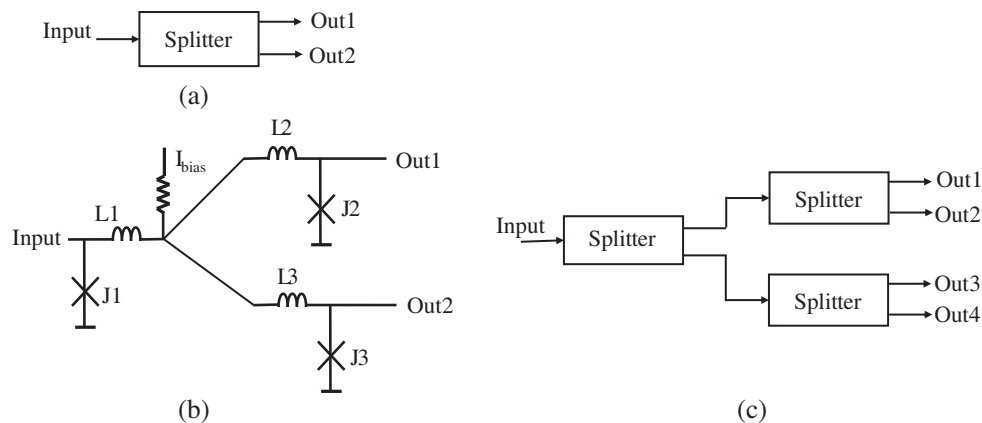 Input
Splitter
Out1
Out2
(a)
Input
L1
I_bias
L2
Out1
J1
J2
L3
Out2
J3
(b)
Input
Splitter
Splitter
Out1
Out2
Splitter
Out3
Out4
(c)